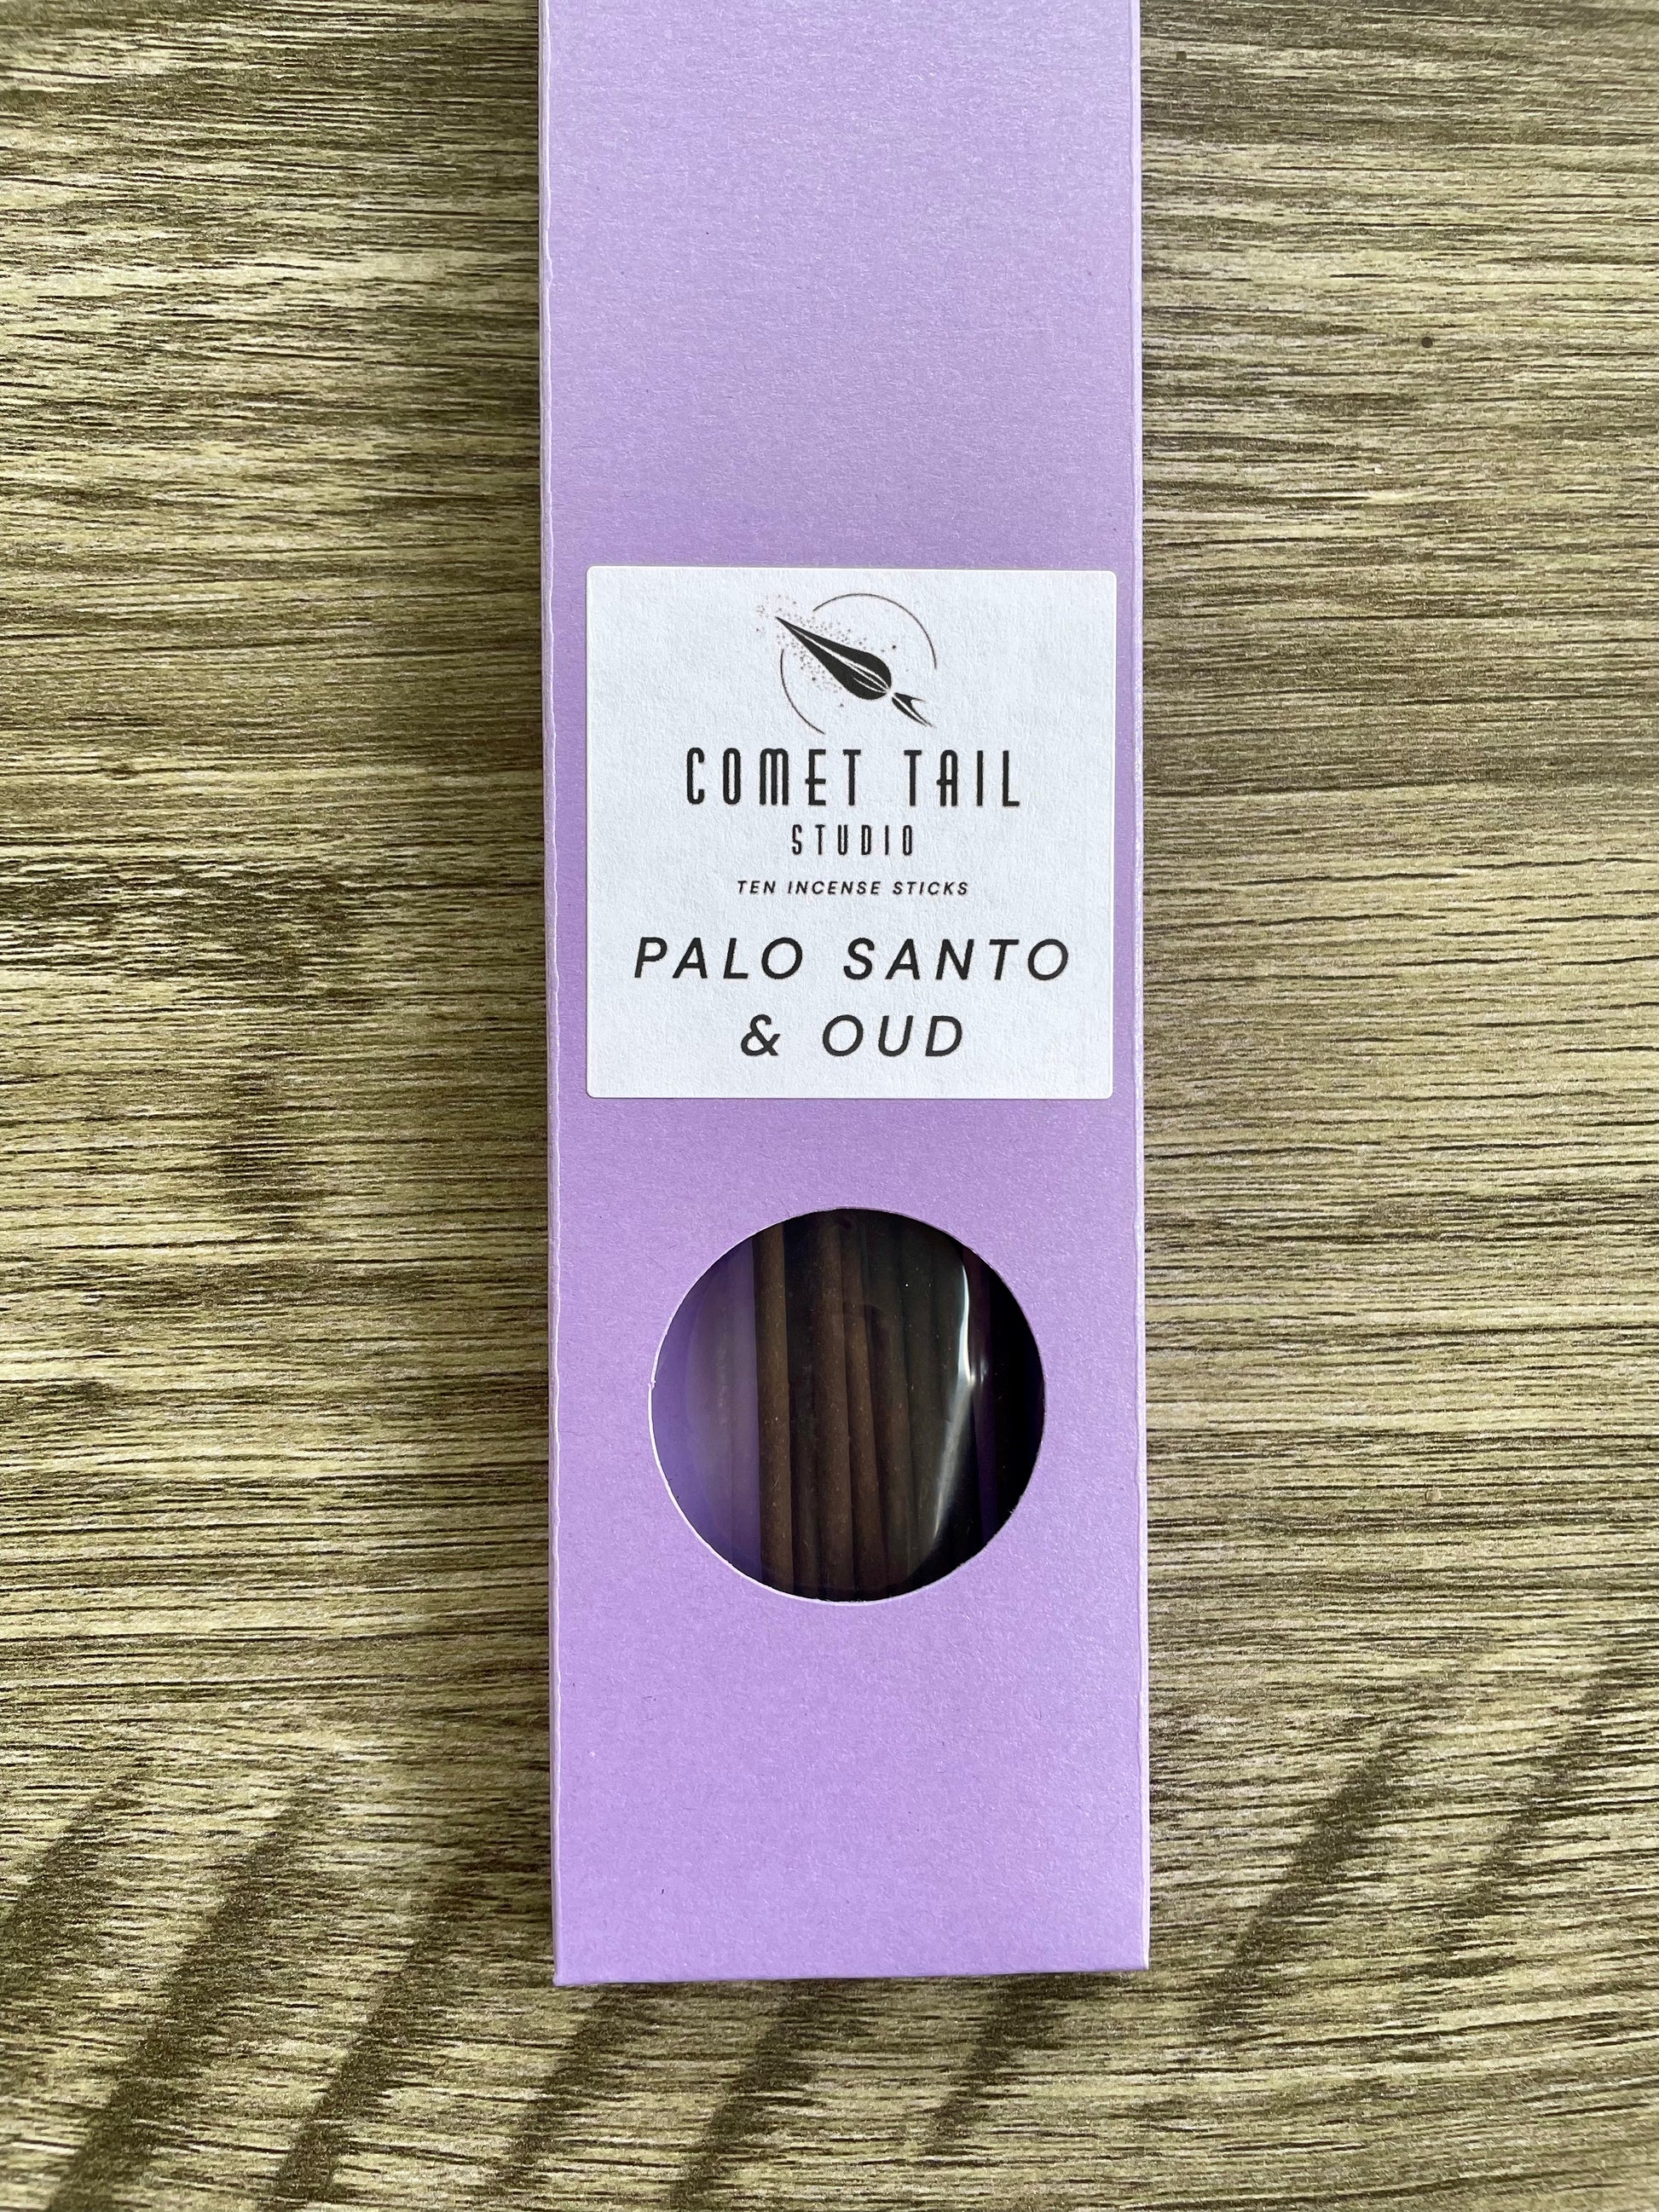 COMET TAIL
STUDIO
TEN INCENSE STICKS
PALO SANTO
& OUD